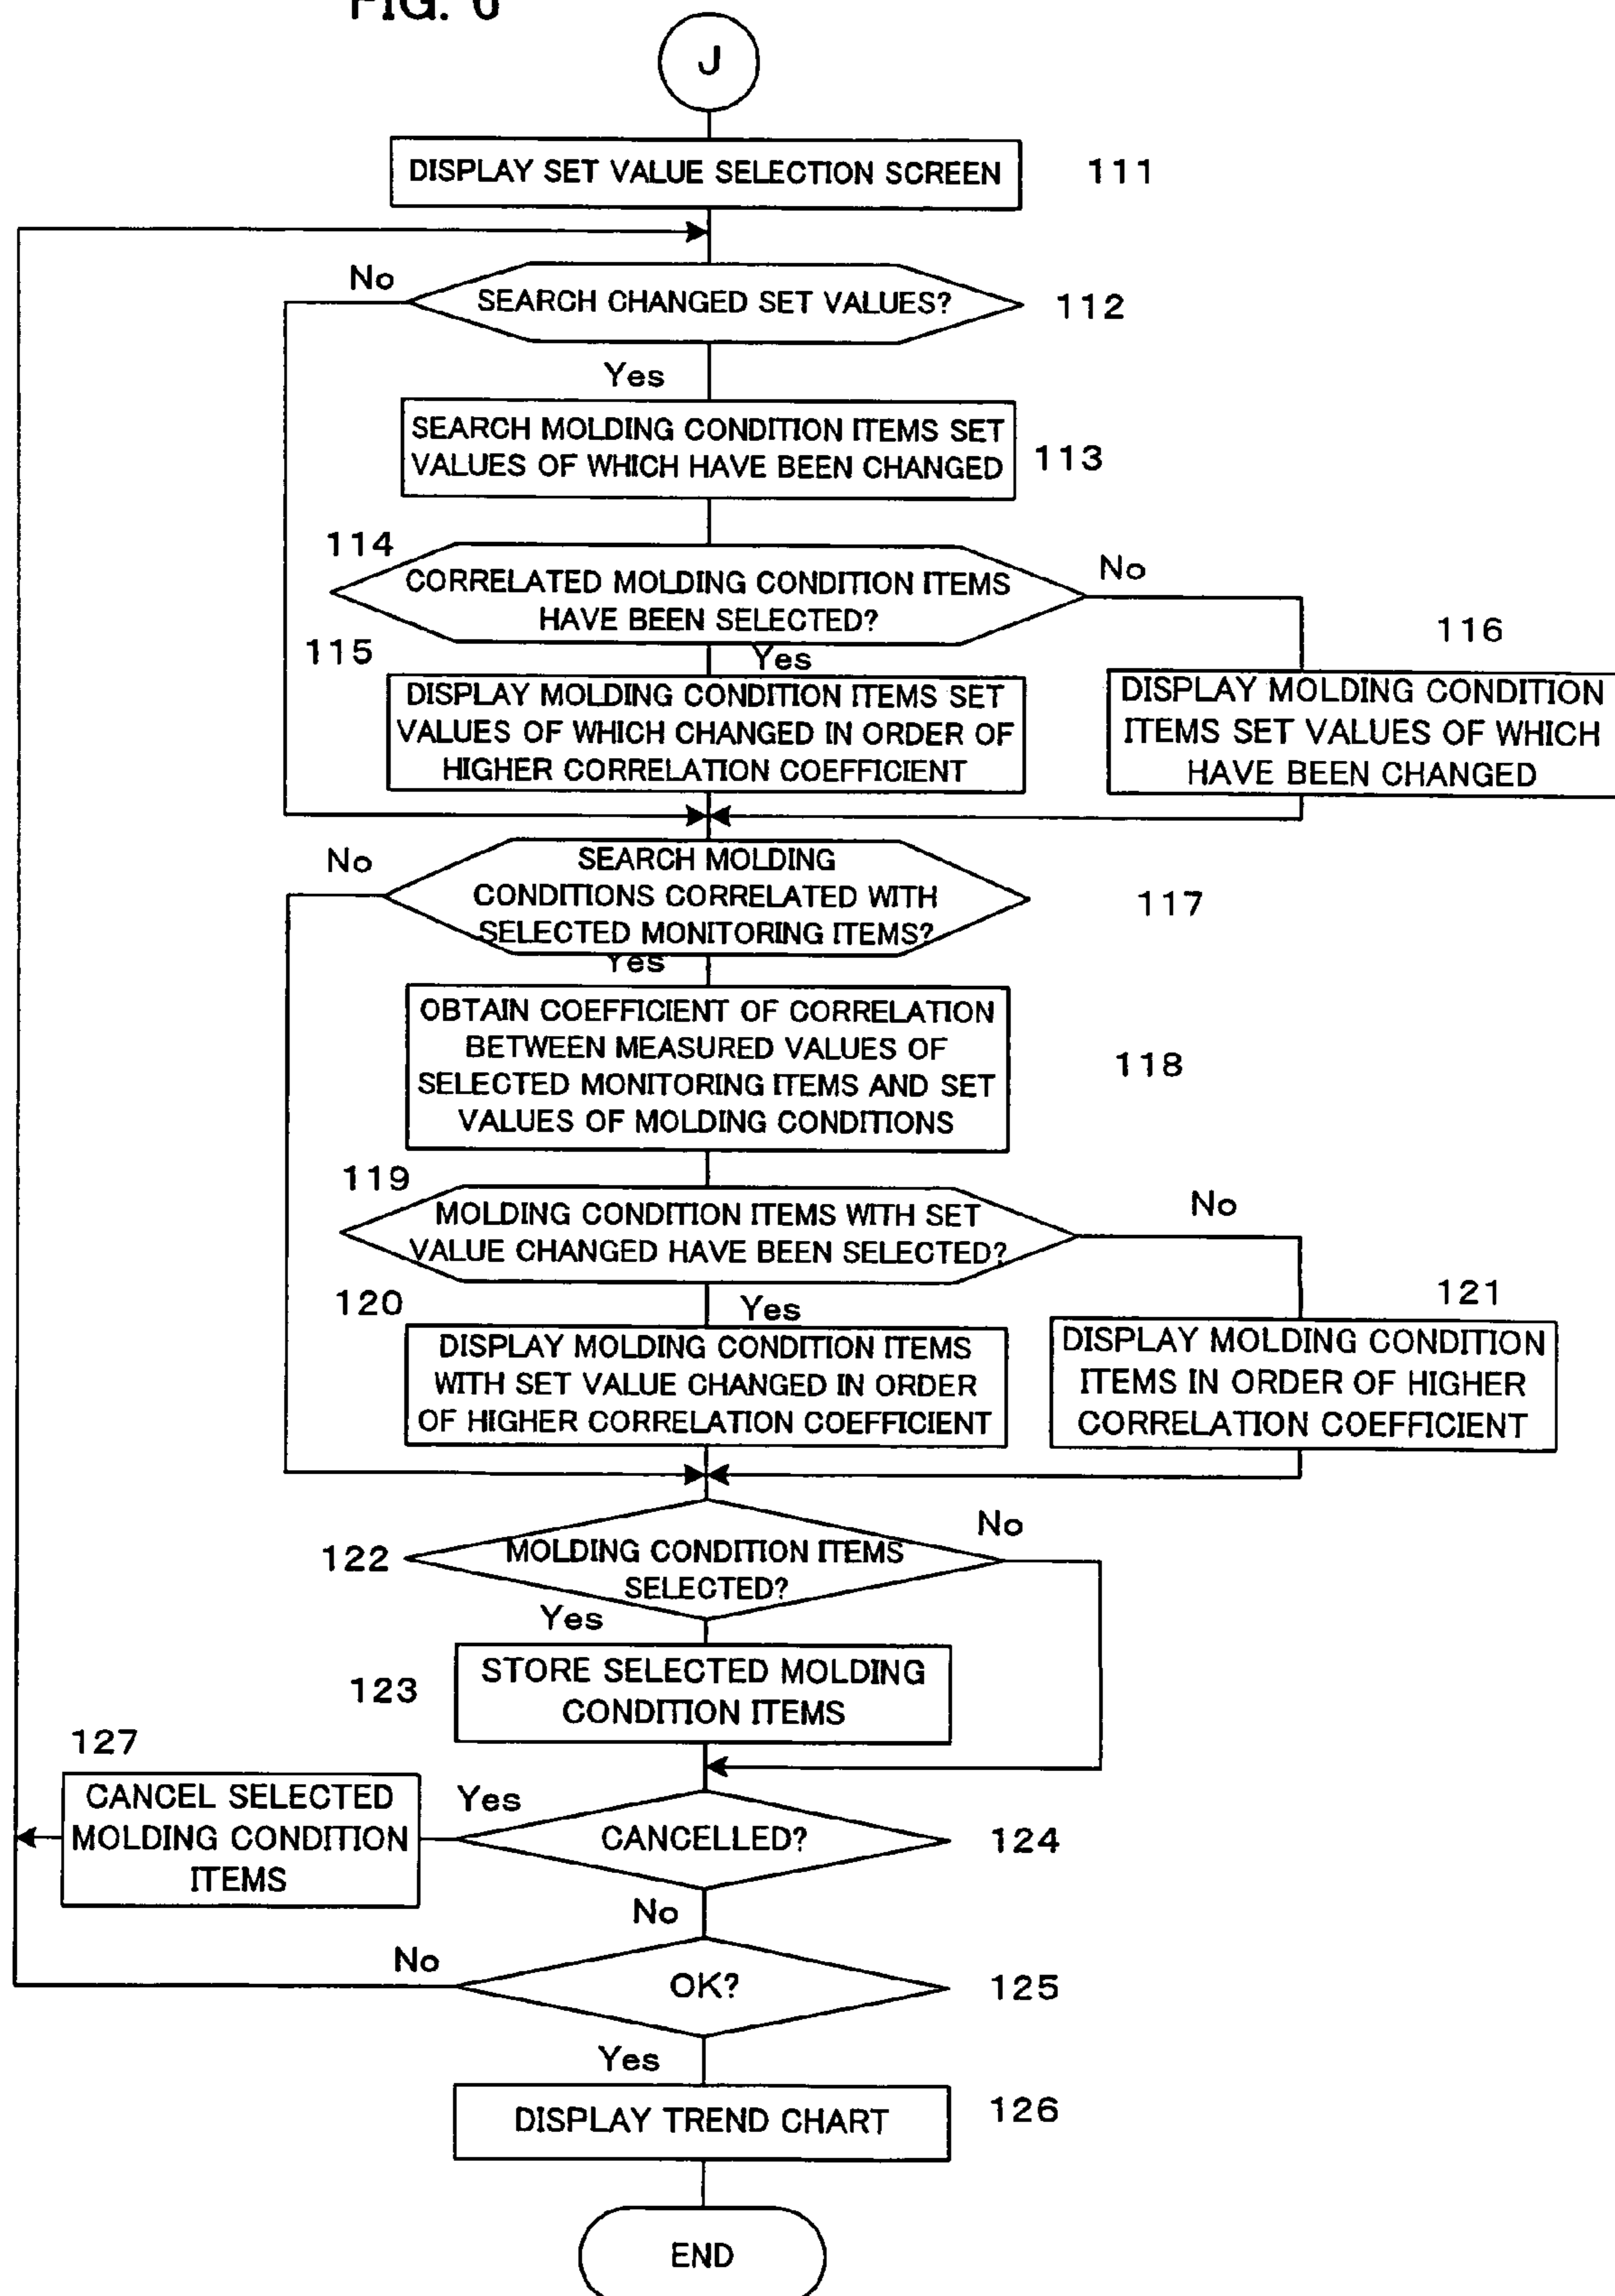 FIG. 6
J
DISPLAY SET VALUE SELECTION SCREEN
111
No
SEARCH CHANGED SET VALUES?
112
Yes
SEARCH MOLDING CONDITION ITEMS SET
VALUES OF WHICH HAVE BEEN CHANGED
113
114
CORRELATED MOLDING CONDITION ITEMS
HAVE BEEN SELECTED?
No
115
Yes
116
DISPLAY MOLDING CONDITION ITEMS SET
VALUES OF WHICH CHANGED IN ORDER OF
HIGHER CORRELATION COEFFICIENT
DISPLAY MOLDING CONDITION
ITEMS SET VALUES OF WHICH
HAVE BEEN CHANGED
No
SEARCH MOLDING
CONDITIONS CORRELATED WITH
SELECTED MONITORING ITEMS?
117
Yes
OBTAIN COEFFICIENT OF CORRELATION
BETWEEN MEASURED VALUES OF
SELECTED MONITORING ITEMS AND SET
VALUES OF MOLDING CONDITIONS
118
119
MOLDING CONDITION ITEMS WITH SET
VALUE CHANGED HAVE BEEN SELECTED?
No
120
Yes
121
DISPLAY MOLDING CONDITION ITEMS
WITH SET VALUE CHANGED IN ORDER
OF HIGHER CORRELATION COEFFICIENT
DISPLAY MOLDING CONDITION
ITEMS IN ORDER OF HIGHER
CORRELATION COEFFICIENT
122
MOLDING CONDITION ITEMS
SELECTED?
No
Yes
123
STORE SELECTED MOLDING
CONDITION ITEMS
127
CANCEL SELECTED
MOLDING CONDITION
ITEMS
Yes
CANCELLED?
124
No
No
OK?
125
Yes
DISPLAY TREND CHART
126
END